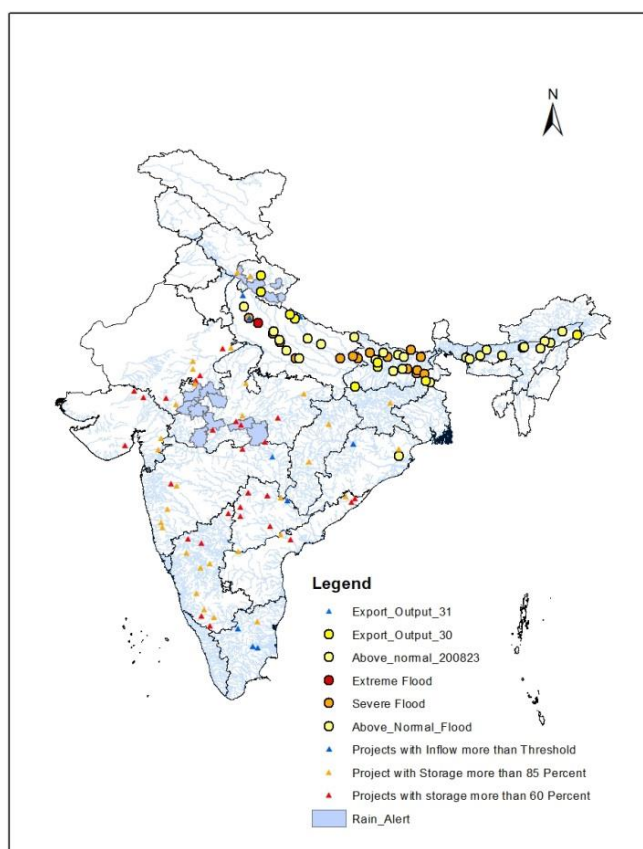 N
Legend
Export_Output_31
Export_Output_30
Above_normal_200823
Extreme Flood
Severe Flood
Above_Normal_Flood
Projects with Inflow more than Threshold
Project with Storage more than 85 Percent
Projects with storage more than 60 Percent
Rain_Alert